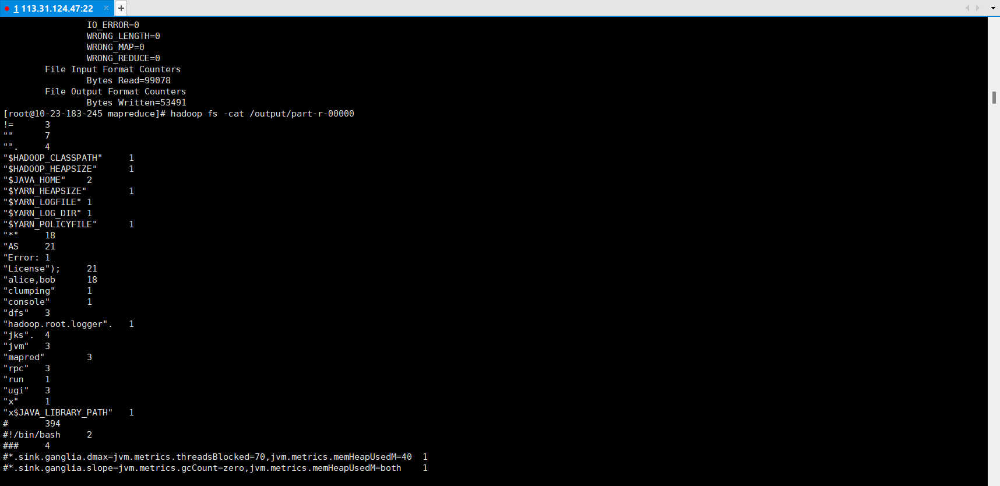 1 113.31.124.47:22 × +
IO_ERROR=0
WRONG_LENGTH=0
WRONG_MAP=0
WRONG_REDUCE=0
File Input Format Counters
Bytes Read=99078
File Output Format Counters
Bytes Written=53491
[root@10-23-183-245 mapreduce]# hadoop fs -cat /output/part-r-00000
!=	3
""	7
"".	4
"$HADOOP_CLASSPATH"	1
"$HADOOP_HEAPSIZE"	1
"$JAVA_HOME"	2
"$YARN_HEAPSIZE"	1
"$YARN_LOGFILE"	1
"$YARN_LOG_DIR"	1
"$YARN_POLICYFILE"	1
"*"	18
"AS	21
"Error:	1
"License");	21
"alice,bob	18
"clumping"	1
"console"	1
"dfs"	3
"hadoop.root.logger".	1
"jks".	4
"jvm"	3
"mapred"	3
"rpc"	3
"run	1
"ugi"	3
"x"	1
"x$JAVA_LIBRARY_PATH"	1
#	394
#!/bin/bash	2
###	4
#*.sink.ganglia.dmax=jvm.metrics.threadsBlocked=70,jvm.metrics.memHeapUsedM=40	1
#*.sink.ganglia.slope=jvm.metrics.gcCount=zero,jvm.metrics.memHeapUsedM=both	1